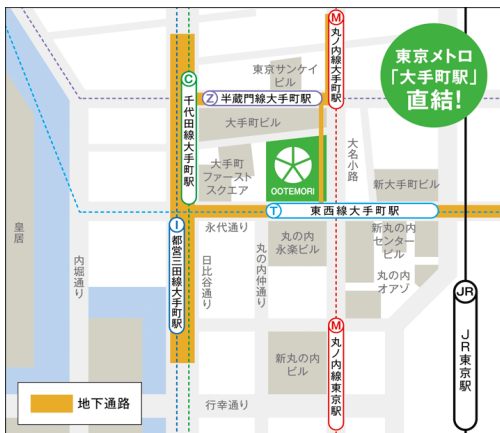 東京メトロ
「大手町駅」
直結!
M
丸ノ内線大手町駅
東京サンケイ
ビル
C
千代田線大手町駅
Z 半蔵門線大手町駅
大手町ビル
大手町
ファースト
スクエア
OOTEMORI
大名小路
新大手町ビル
T 東西線大手町駅
皇居
内堀通り
I
都営三田線大手町駅
永代通り
日比谷通り
丸の内仲通り
丸の内
永楽ビル
新丸の内
センター
ビル
丸の内
オアゾ
JR
JR東京駅
M
丸ノ内線東京駅
新丸の内
ビル
行幸通り
地下通路